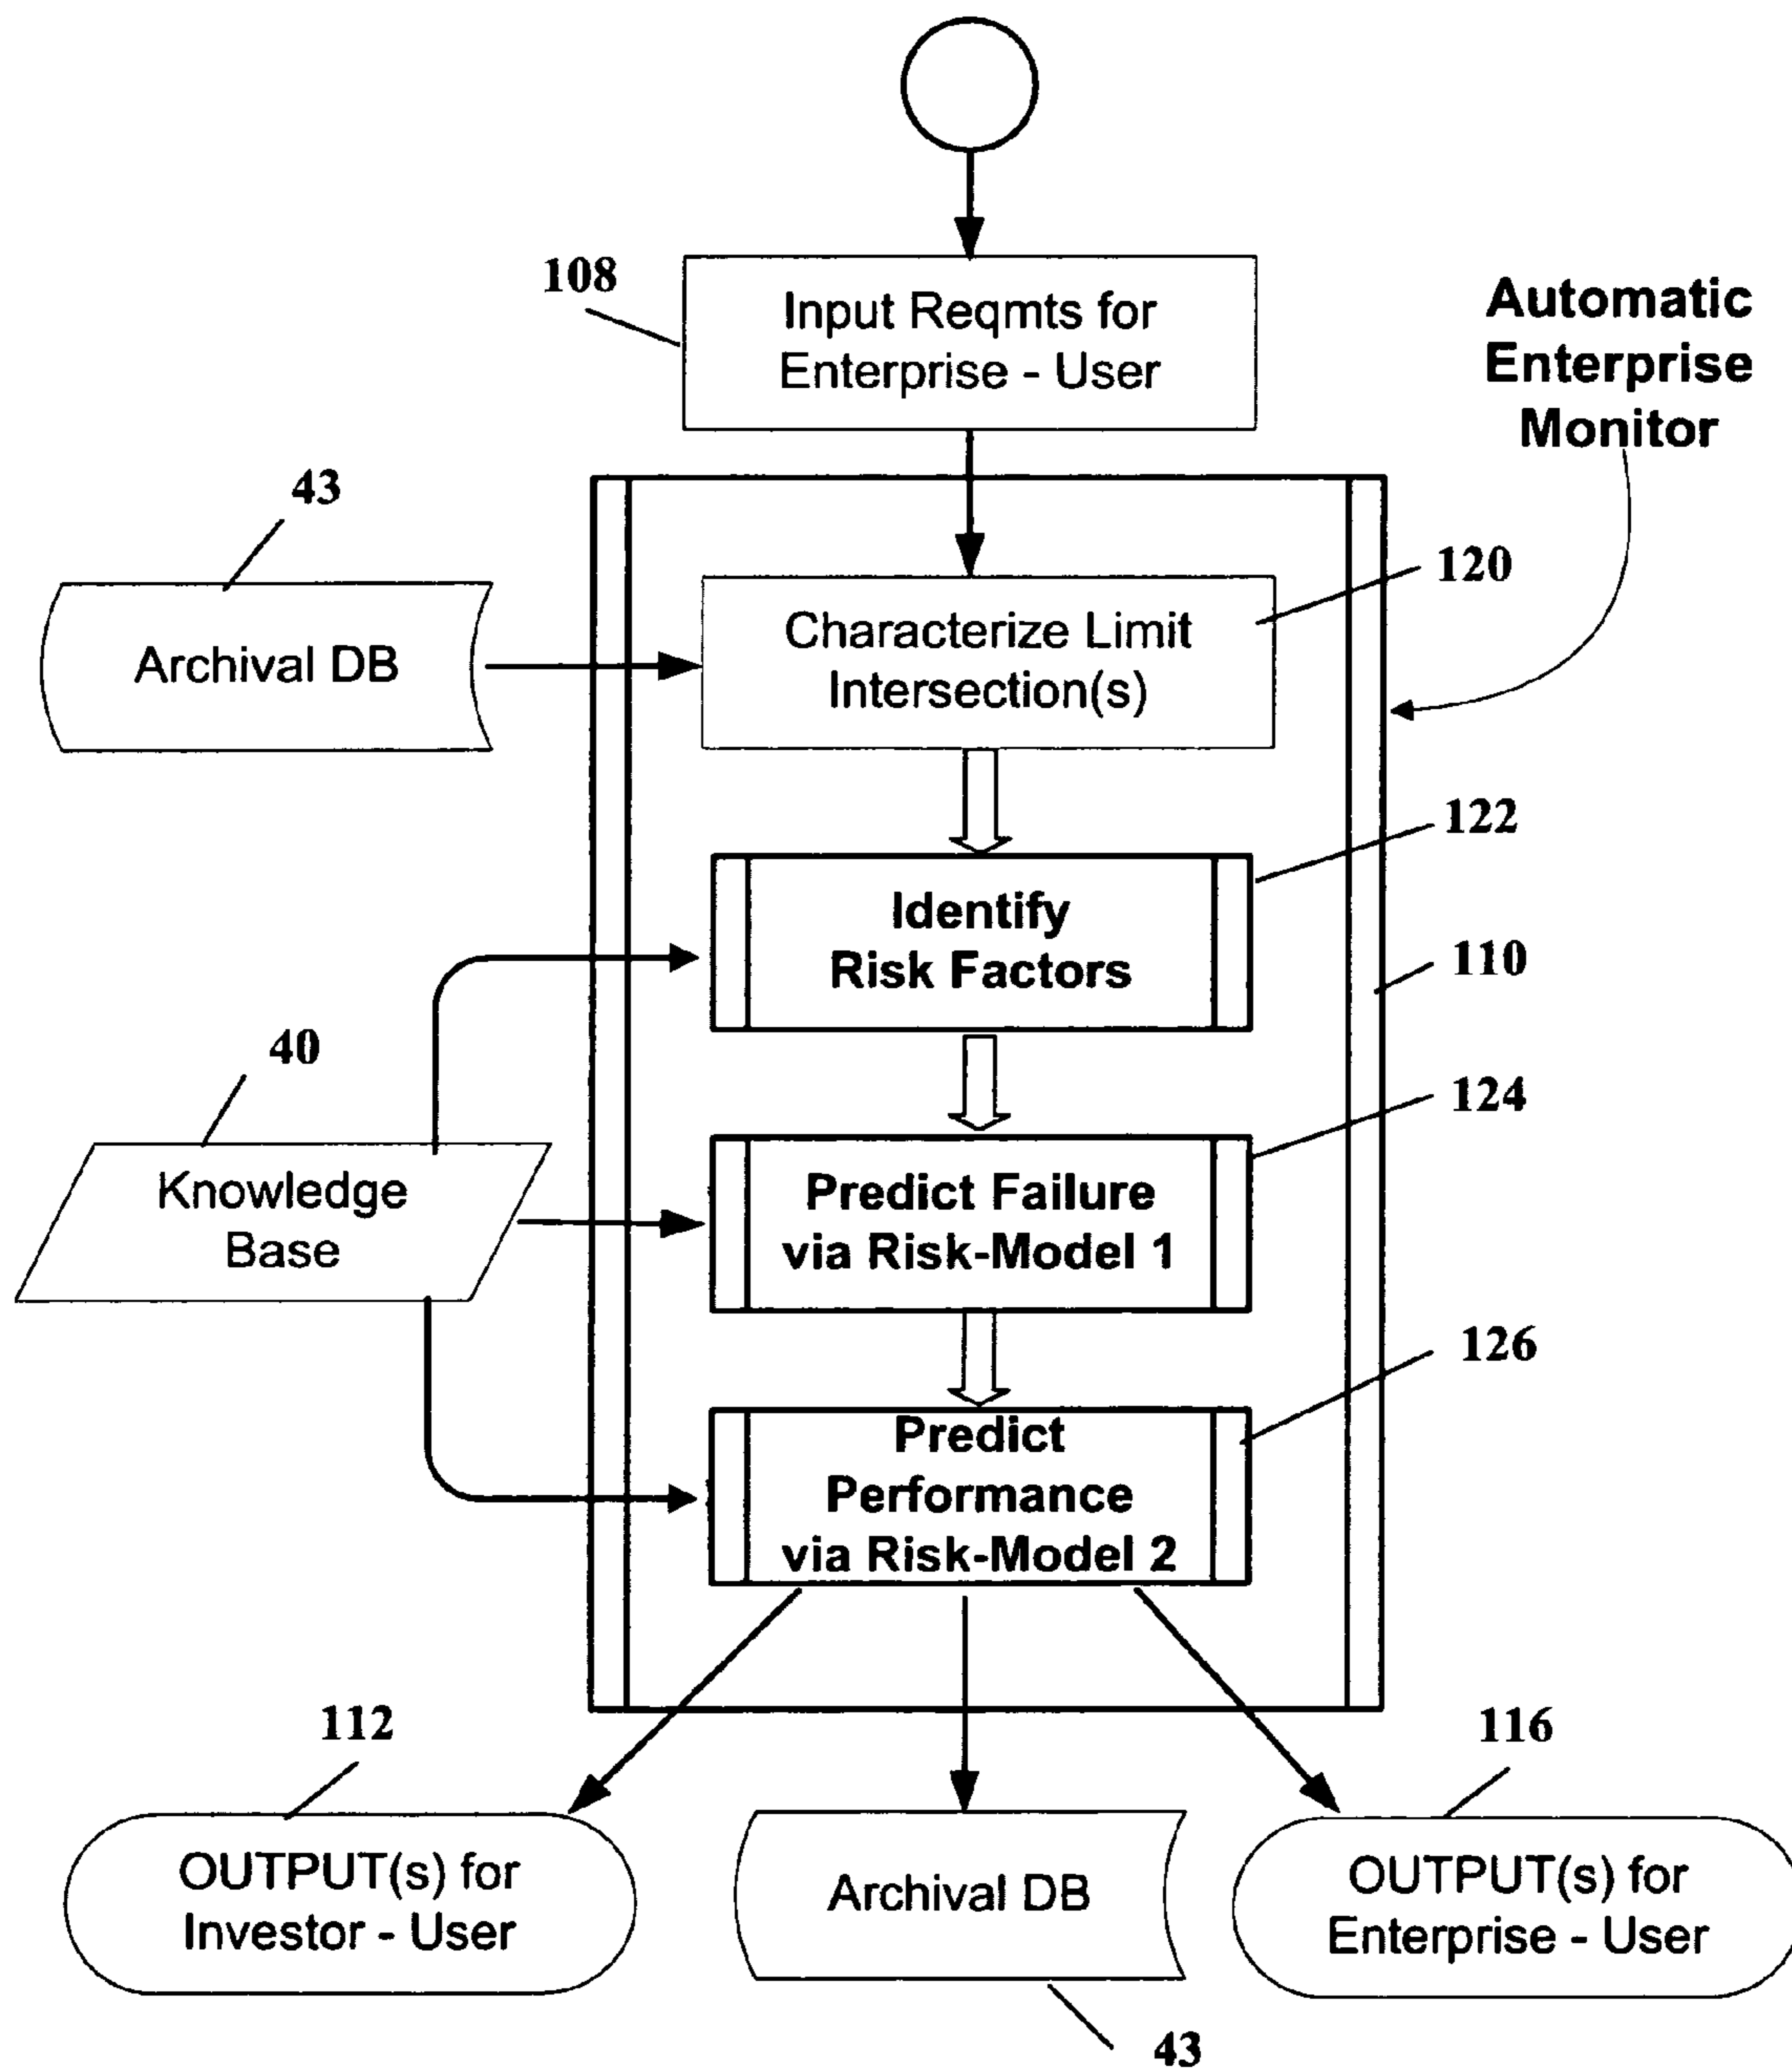 108
Input Reqmts for
Enterprise - User
Automatic
Enterprise
Monitor
43
Archival DB
120
Characterize Limit
Intersection(s)
122
Identify
Risk Factors
110
40
Knowledge
Base
124
Predict Failure
via Risk-Model 1
126
Predict
Performance
via Risk-Model 2
112
OUTPUT(s) for
Investor - User
Archival DB
43
116
OUTPUT(s) for
Enterprise - User